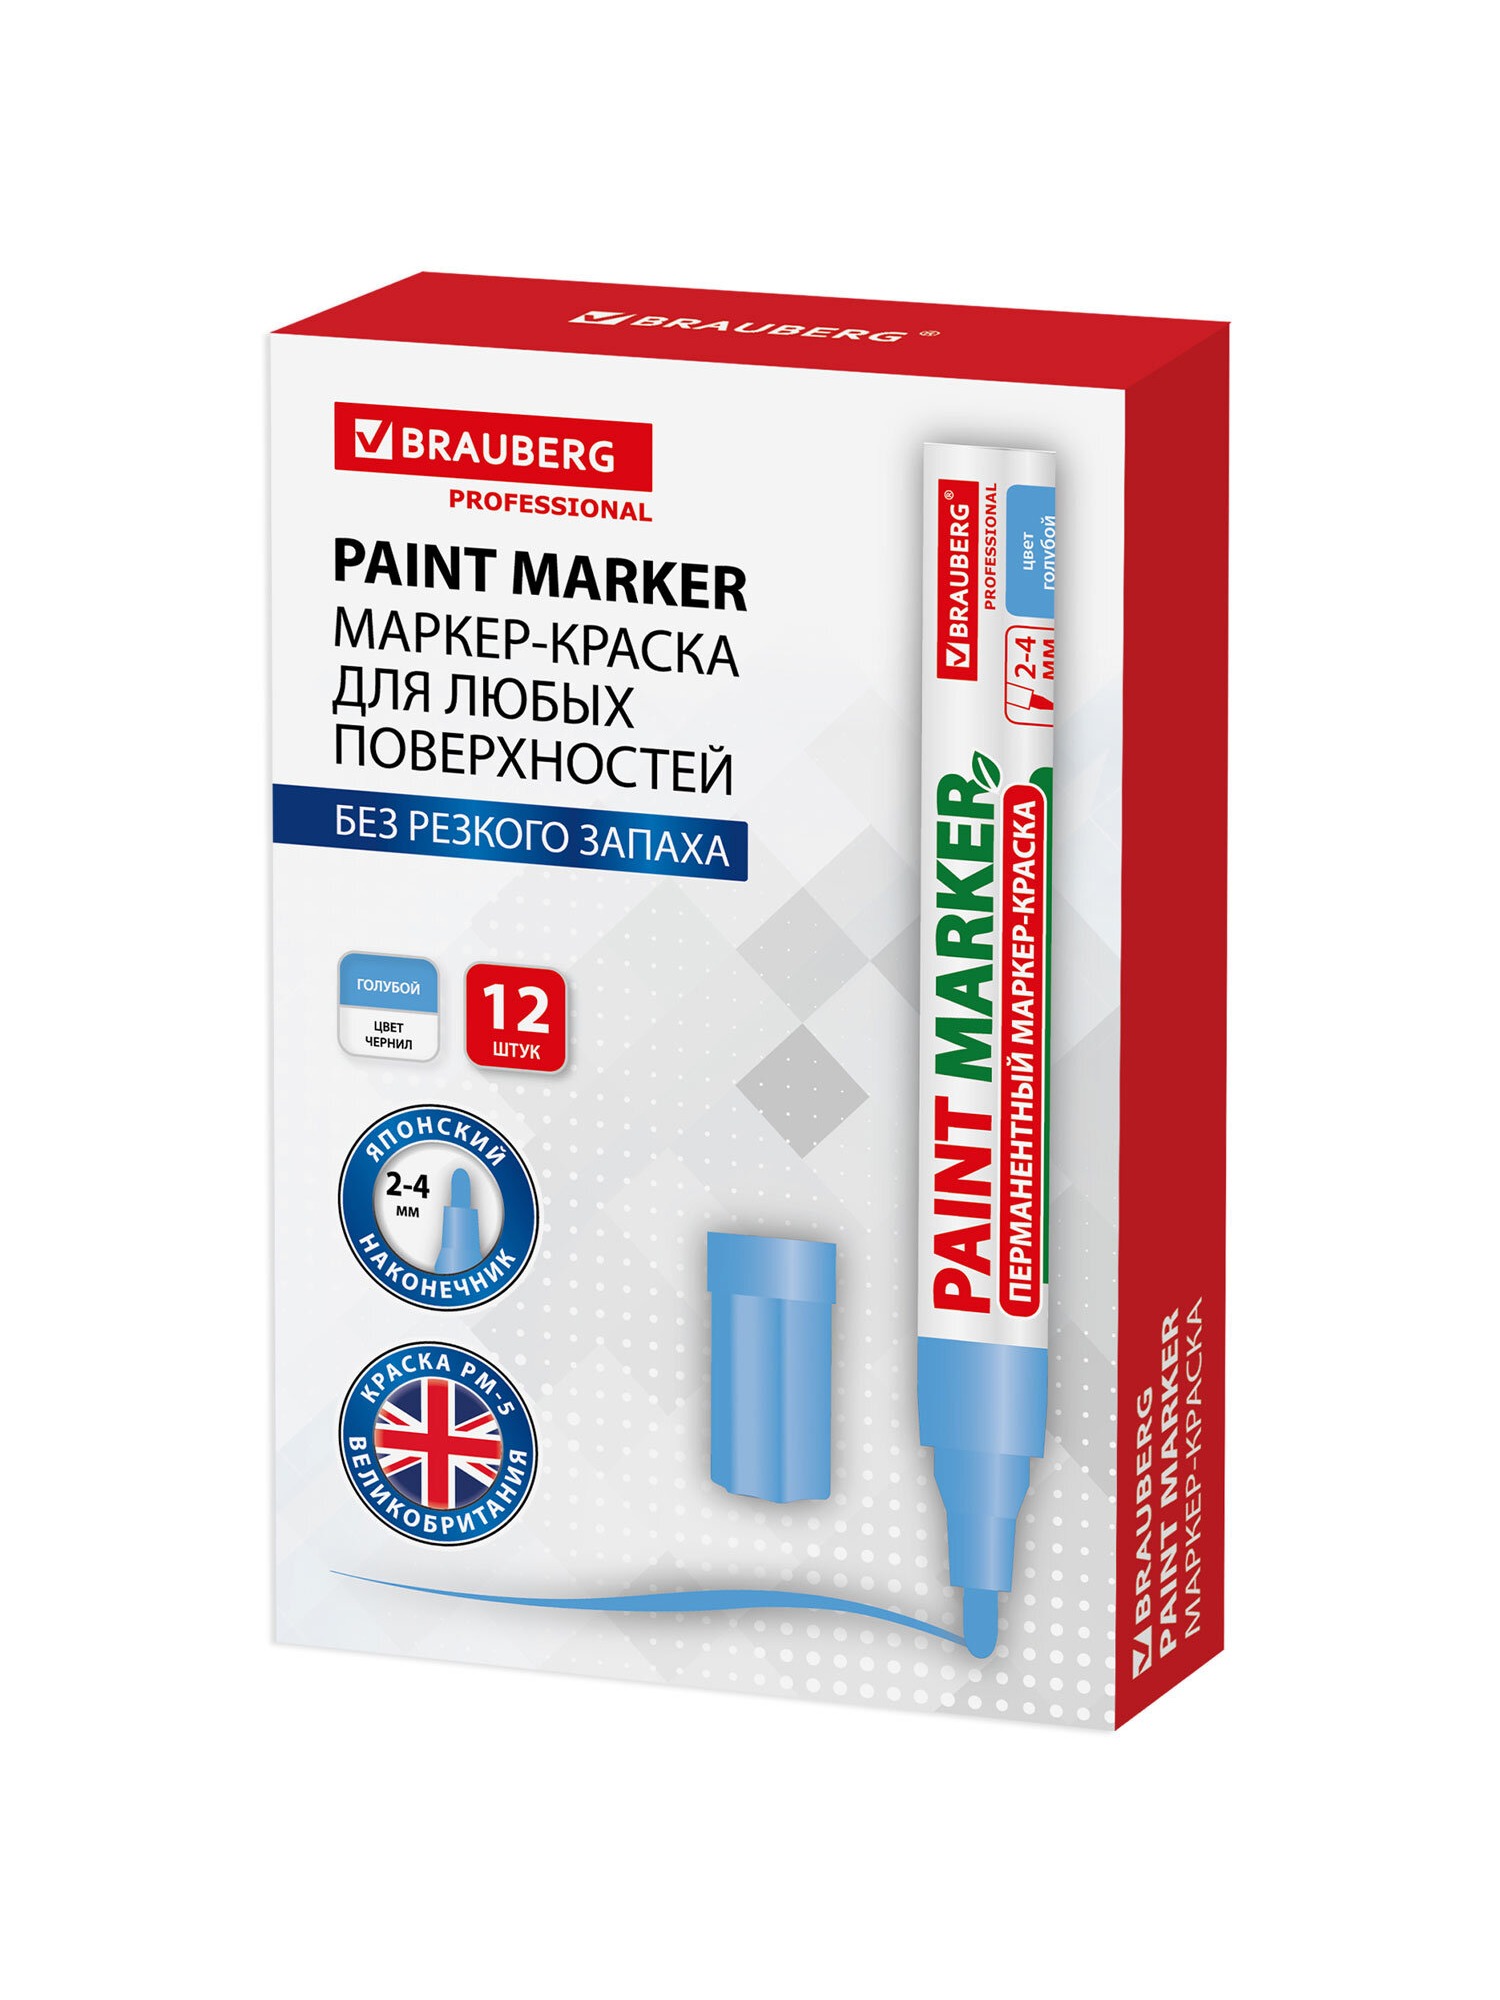 BRAUBERG ®
BRAUBERG
PROFESSIONAL
PAINT MARKER
МАРКЕР-КРАСКА
ДЛЯ ЛЮБЫХ
ПОВЕРХНОСТЕЙ
БЕЗ РЕЗКОГО ЗАПАХА
ГОЛУБОЙ
ЦВЕТ
ЧЕРНИЛ
12
ШТУК
ЯПОНСКИЙ
2-4
мм
НАКОНЕЧНИК
КРАСКА PM-5
ВЕЛИКОБРИТАНИЯ
BRAUBERG®
PROFESSIONAL
цвет
голубой
2-4
мм
PAINT MARKER
ПЕРМАНЕНТНЫЙ МАРКЕР-КРАСКА
BRAUBERG
PAINT MARKER
МАРКЕР-КРАСКА